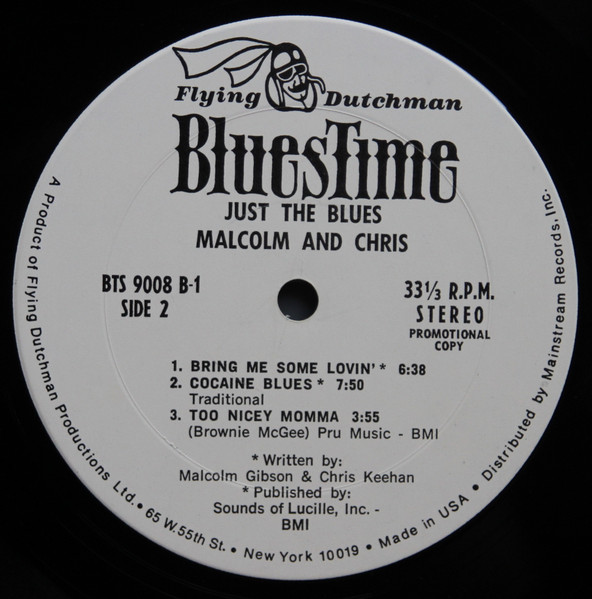 Flying Dutchman
BluesTime
JUST THE BLUES
MALCOLM AND CHRIS
BTS 9008 B-1
SIDE 2
33⅓ R.P.M.
STEREO
PROMOTIONAL
COPY
1. BRING ME SOME LOVIN'* 6:38
2. COCAINE BLUES* 7:50
Traditional
3. TOO NICEY MOMMA 3:55
(Brownie McGee) Pru Music - BMI
* Written by:
Malcolm Gibson & Chris Keehan
* Published by:
Sounds of Lucille, Inc. -
BMI
A Product of Flying Dutchman Productions Ltd. • 65 W. 55th St. • New York 10019 • Made in USA • Distributed by Mainstream Records, Inc.